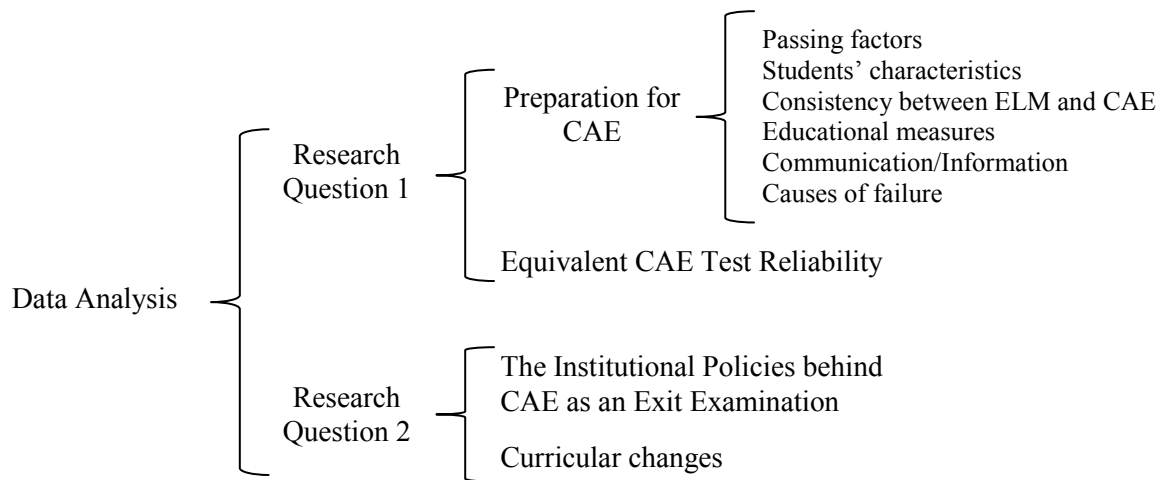 Data Analysis
Research
Question 1
Preparation for
CAE
Passing factors
Students’ characteristics
Consistency between ELM and CAE
Educational measures
Communication/Information
Causes of failure
Equivalent CAE Test Reliability
Research
Question 2
The Institutional Policies behind
CAE as an Exit Examination
Curricular changes